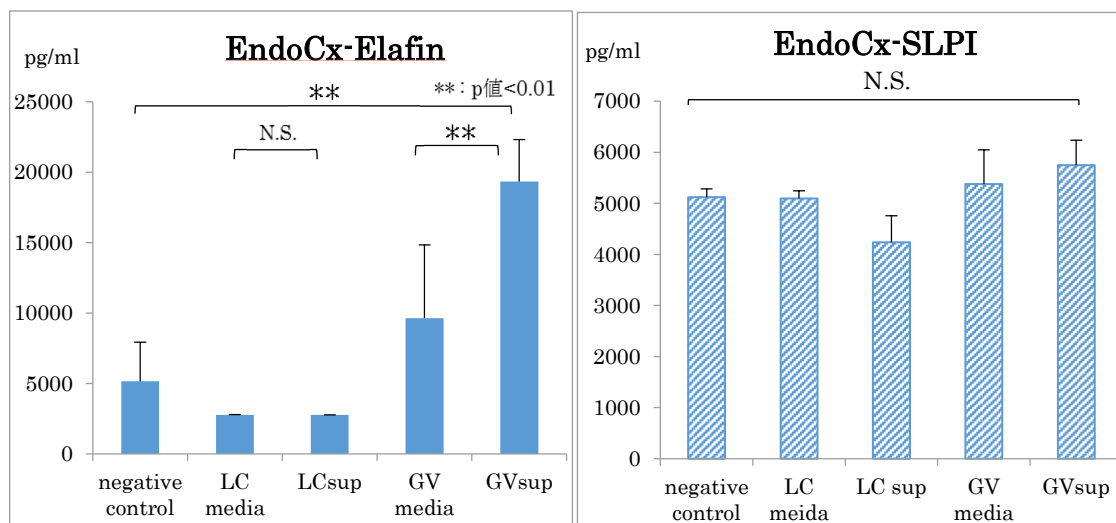 EndoCx-Elafin
pg/ml
**：p値<0.01
**
25000
N.S.
**
20000
15000
10000
5000
0
negative
control
LC
media
LCsup
GV
media
GVsup
EndoCx-SLPI
pg/ml
N.S.
7000
6000
5000
4000
3000
2000
1000
0
negative
control
LC
meida
LC sup
GV
media
GVsup